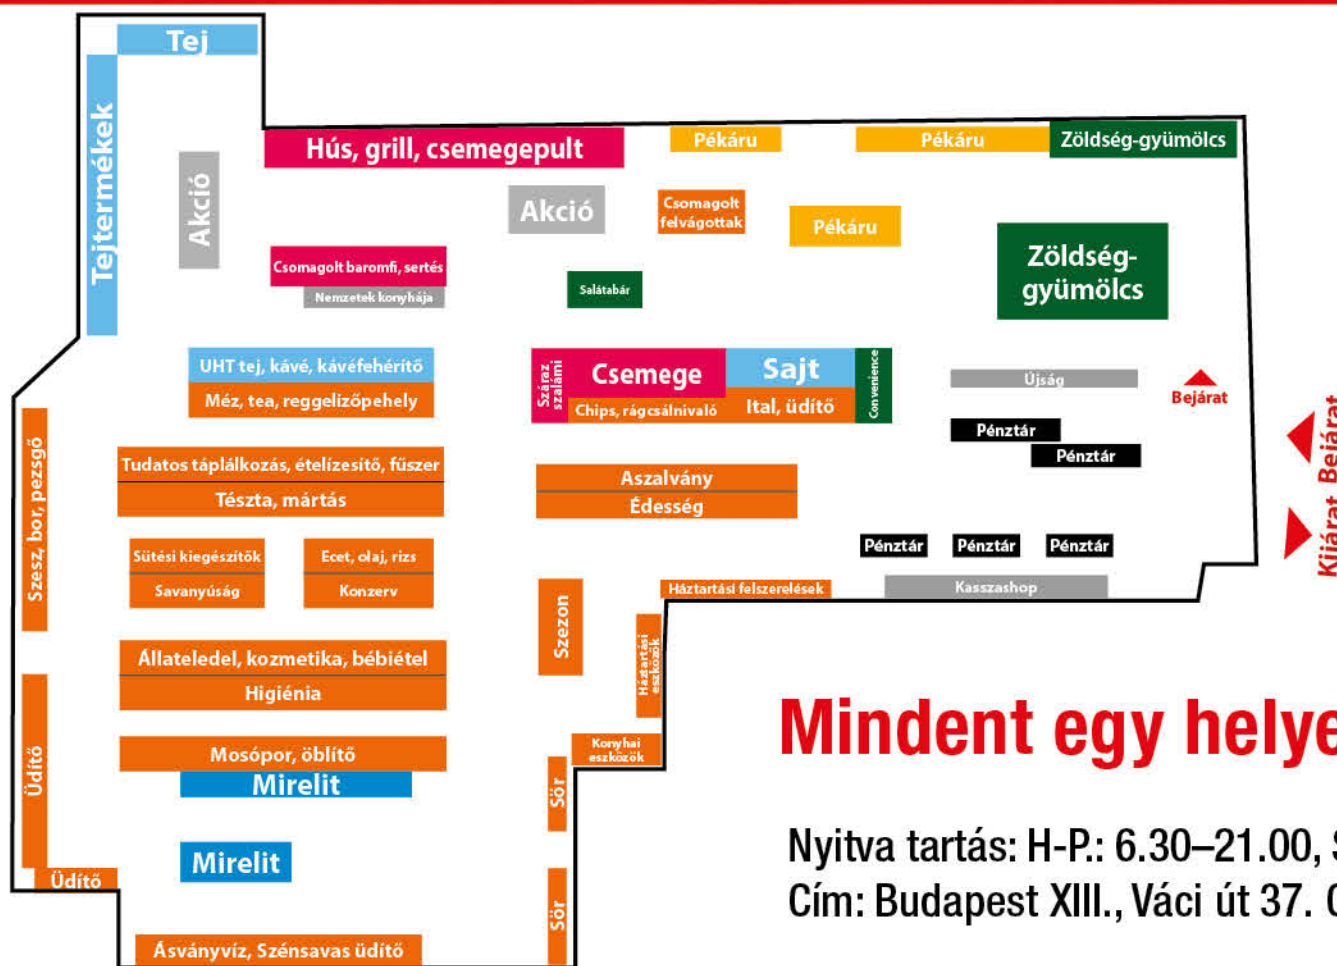 Tej
Tejtermékek
Akció
Hús, grill, csemegepult
Pékáru
Pékáru
Zöldség-gyümölcs
Akció
Csomagolt
felvágottak
Pékáru
Zöldség-
gyümölcs
Csomagolt baromfi, sertés
Nemzetek konyhája
Salátabár
UHT tej, kávé, kávéfehérítő
Méz, tea, reggelizőpehely
Száraz
szalámi
Csemege
Sajt
Chips, rágcsálnivaló
Ital, üdítő
Convenience
Újság
Bejárat
Pénztár
Pénztár
Bejárat
Kijárat
Szesz, bor, pezsgő
Tudatos táplálkozás, ételízesítő, fűszer
Tészta, mártás
Aszalvány
Édesség
Sütési kiegészítők
Savanyúság
Ecet, olaj, rizs
Konzerv
Pénztár
Pénztár
Pénztár
Szezon
Háztartási felszerelések
Kasszashop
Háztartási
eszközök
Állateledel, kozmetika, bébiétel
Higiénia
Üdítő
Mosópor, öblítő
Mirelit
Konyhai
eszközök
Sör
Mirelit
Üdítő
Sör
Ásványvíz, Szénsavas üdítő
Mindent egy helye
Nyitva tartás: H-P.: 6.30–21.00, S
Cím: Budapest XIII., Váci út 37.